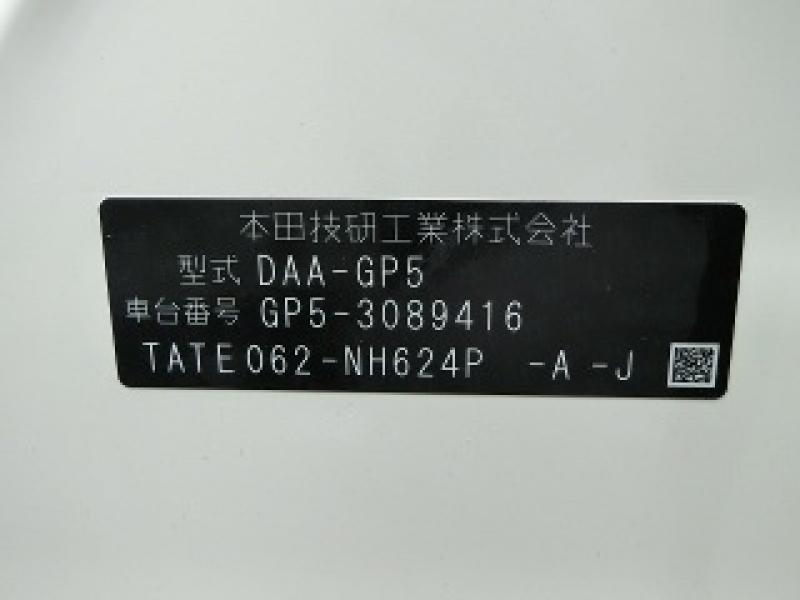 本田技研工業株式会社
型式 DAA-GP5
車台番号 GP5-3089416
TATE062-NH624P -A -J